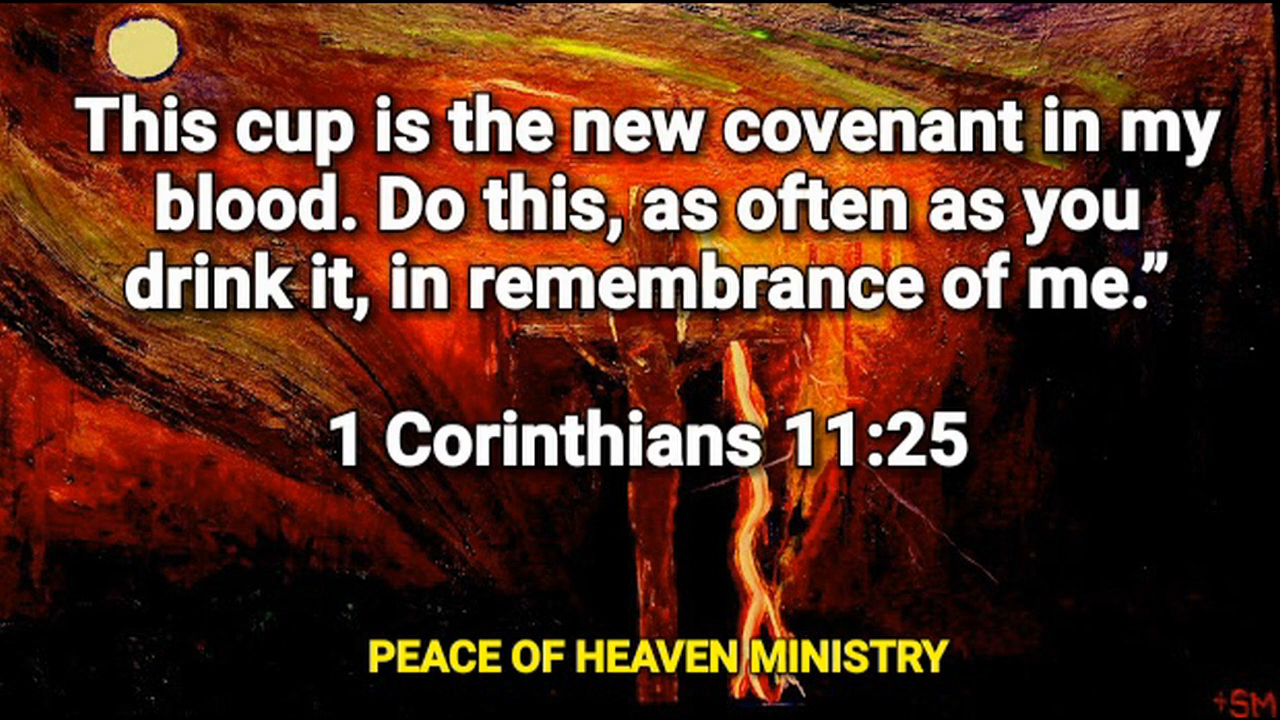 This cup is the new covenant in my
blood. Do this, as often as you
drink it, in remembrance of me.”
1 Corinthians 11:25
PEACE OF HEAVEN MINISTRY
+SM